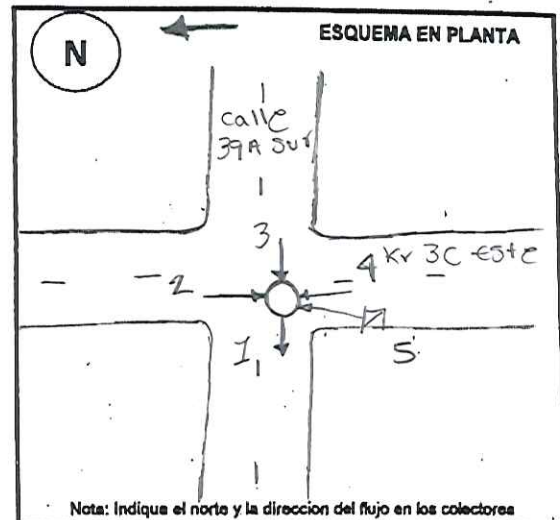 N
ESQUEMA EN PLANTA
calle
39A Sur
3
2
4
Kr 3C este
1
5
Nota: Indique el norte y la direccion del flujo en los colectores